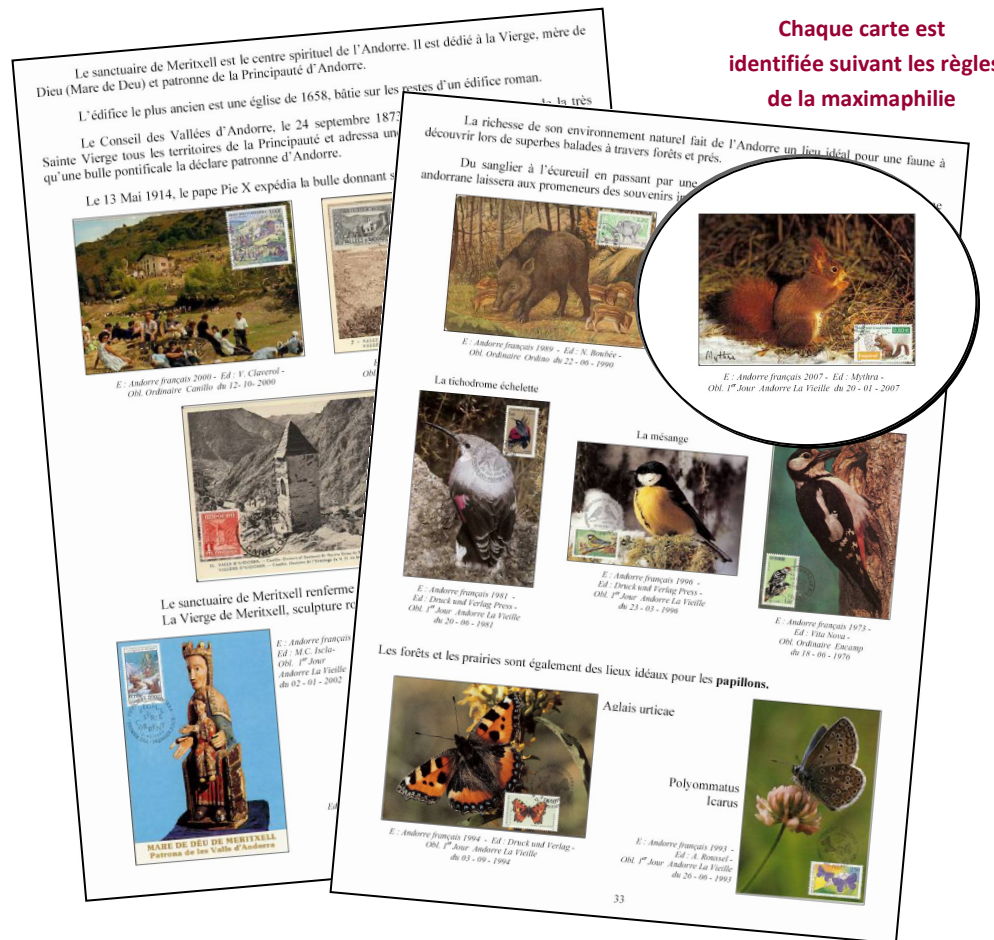 Chaque carte est
identifiée suivant les règles
de la maximaphilie
Le sanctuaire de Meritxell est le centre spirituel de l'Andorre. Il est dédié à la Vierge, mère de
Dieu (Mare de Deu) et patronne de la Principauté d'Andorre.
L'édifice le plus ancien est une église de 1658, bâtie sur les restes d'un édifice roman.
Le Conseil des Vallées d'Andorre, le 24 septembre 1873
de la très
Sainte Vierge tous les territoires de la Principauté et adressa une
qu'une bulle pontificale la déclare patronne d'Andorre.
Le 13 Mai 1914, le pape Pie X expédia la bulle donnant s
E : Andorre français 2000 - Ed : V. Claverol -
Obl. Ordinaire Canillo du 12- 10- 2000
Le sanctuaire de Meritxell renferme
La Vierge de Meritxell, sculpture ro
E : Andorre français
Ed : M.C. Iscla-
Obl. 1er Jour
Andorre La Vieille
du 02 - 01 - 2002
MARE DE DÉU DE MERITXELL
Patrona de les Valls d'Andorra
La richesse de son environnement naturel fait de l'Andorre un lieu idéal pour une faune à
découvrir lors de superbes balades à travers forêts et prés.
Du sanglier à l'écureuil en passant par une
andorrane laissera aux promeneurs des souvenirs
E : Andorre français 1989 - Ed : N. Boubée -
Obl. Ordinaire Ordino du 22 - 06 - 1990
Mythra
E : Andorre français 2007 - Ed : Mythra -
Obl. 1er Jour Andorre La Vieille du 20 - 01 - 2007
La tichodrome échelette
E : Andorre français 1981 -
Ed : Druck und Verlag Press -
Obl. 1er Jour Andorre La Vieille
du 20 - 06 - 1981
La mésange
E : Andorre français 1996 -
Ed : Druck und Verlag Press -
Obl. 1er Jour Andorre La Vieille
du 23 - 03 - 1996
E : Andorre français 1973 -
Ed : Vita Nova -
Obl. Ordinaire Encamp
du 18 - 06 - 1976
Les forêts et les prairies sont également des lieux idéaux pour les papillons.
Aglais urticae
E : Andorre français 1994 - Ed : Druck und Verlag -
Obl. 1er Jour Andorre La Vieille
du 03 - 09 - 1994
Polyommatus
Icarus
E : Andorre français 1993 -
Ed : A. Roussel -
Obl. 1er Jour Andorre La Vieille
du 26 - 06 - 1993
33